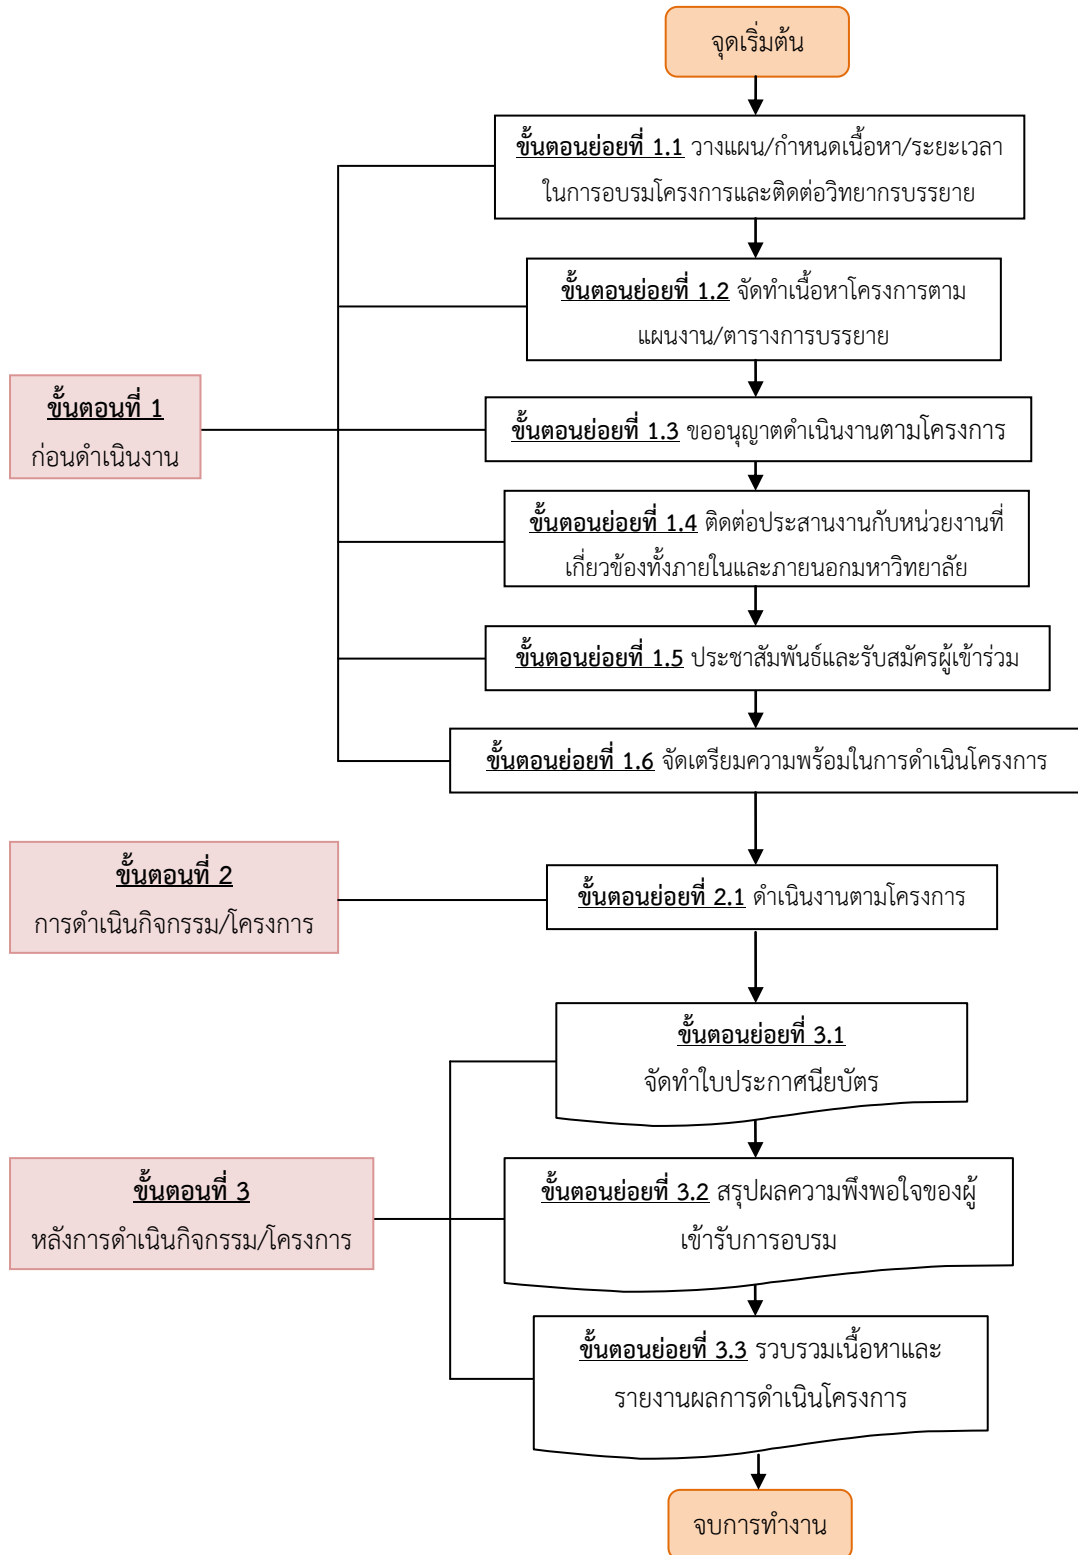 จุดเริ่มต้น
ขั้นตอนย่อยที่ 1.1 วางแผน/กำหนดเนื้อหา/ระยะเวลา
ในการอบรมโครงการและติดต่อวิทยากรบรรยาย
ขั้นตอนย่อยที่ 1.2 จัดทำเนื้อหาโครงการตาม
แผนงาน/ตารางการบรรยาย
ขั้นตอนที่ 1
ก่อนดำเนินงาน
ขั้นตอนย่อยที่ 1.3 ขออนุญาตดำเนินงานตามโครงการ
ขั้นตอนย่อยที่ 1.4 ติดต่อประสานงานกับหน่วยงานที่
เกี่ยวข้องทั้งภายในและภายนอกมหาวิทยาลัย
ขั้นตอนย่อยที่ 1.5 ประชาสัมพันธ์และรับสมัครผู้เข้าร่วม
ขั้นตอนย่อยที่ 1.6 จัดเตรียมความพร้อมในการดำเนินโครงการ
ขั้นตอนที่ 2
การดำเนินกิจกรรม/โครงการ
ขั้นตอนย่อยที่ 2.1 ดำเนินงานตามโครงการ
ขั้นตอนย่อยที่ 3.1
จัดทำใบประกาศนียบัตร
ขั้นตอนที่ 3
หลังการดำเนินกิจกรรม/โครงการ
ขั้นตอนย่อยที่ 3.2 สรุปผลความพึงพอใจของผู้
เข้ารับการอบรม
ขั้นตอนย่อยที่ 3.3 รวบรวมเนื้อหาและ
รายงานผลการดำเนินโครงการ
จบการทำงาน